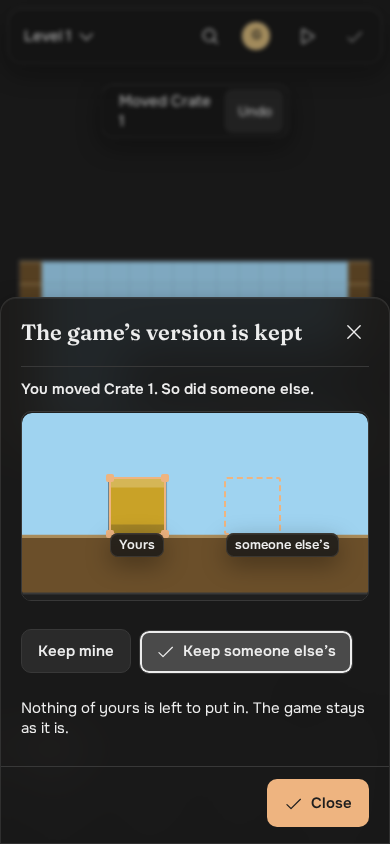 Level 1
Moved Crate
1
Undo
The game's version is kept
You moved Crate 1. So did someone else.
Yours
someone else's
Keep mine
Keep someone else's
Nothing of yours is left to put in. The game stays
as it is.
Close